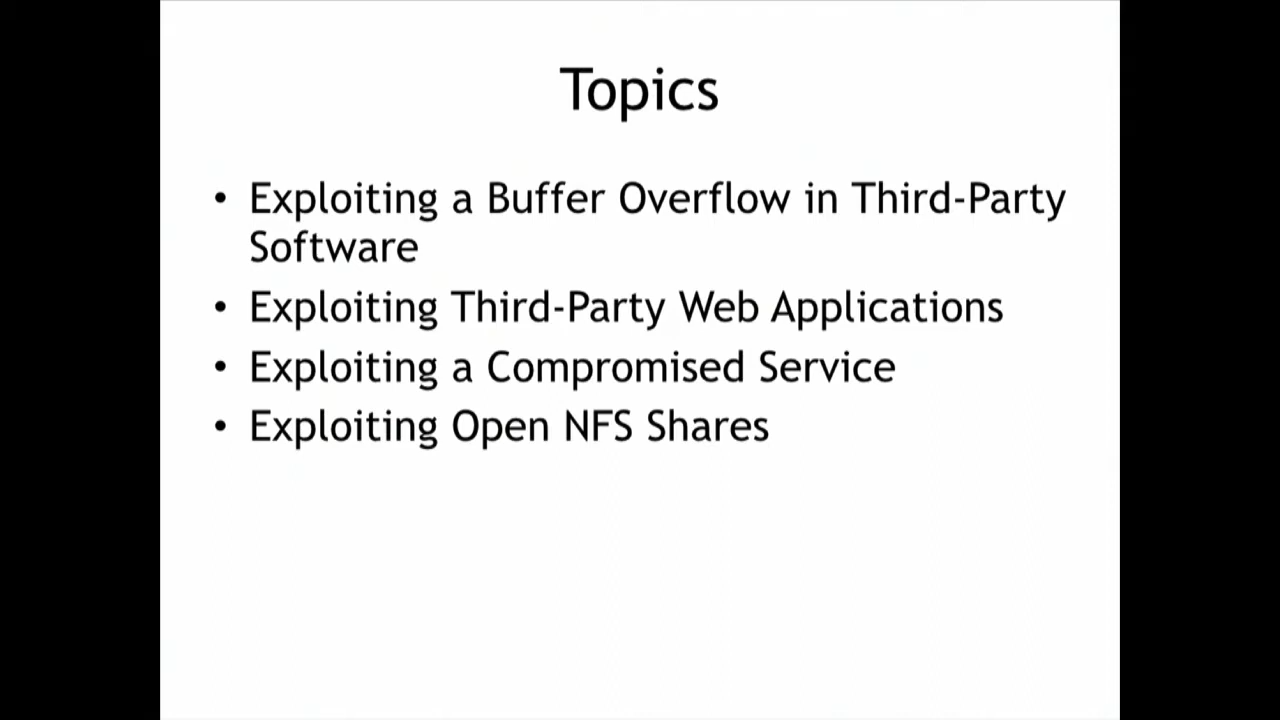 Topics
• Exploiting a Buffer Overflow in Third-Party
Software
• Exploiting Third-Party Web Applications
• Exploiting a Compromised Service
• Exploiting Open NFS Shares